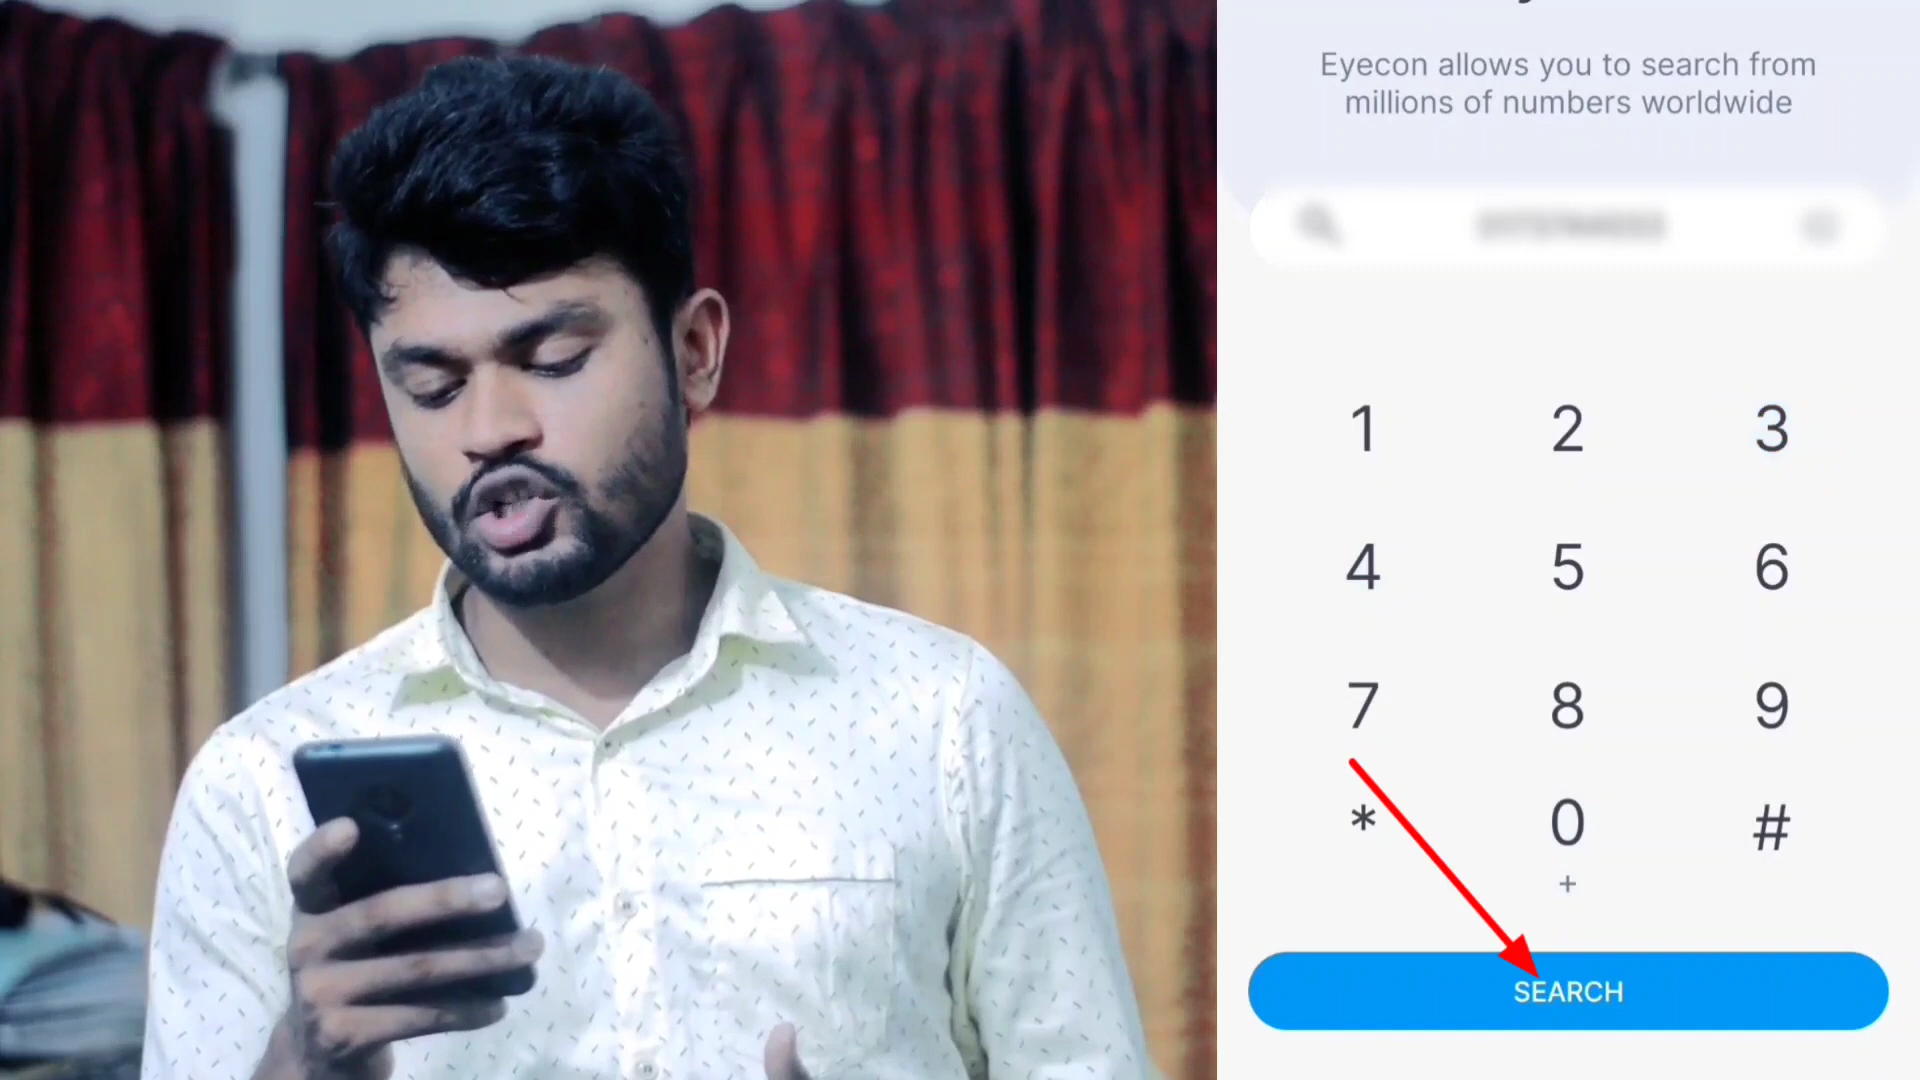 Eyecon allows you to search from
millions of numbers worldwide
1 2 3
4 5 6
7 8 9
* 0 #
+
SEARCH